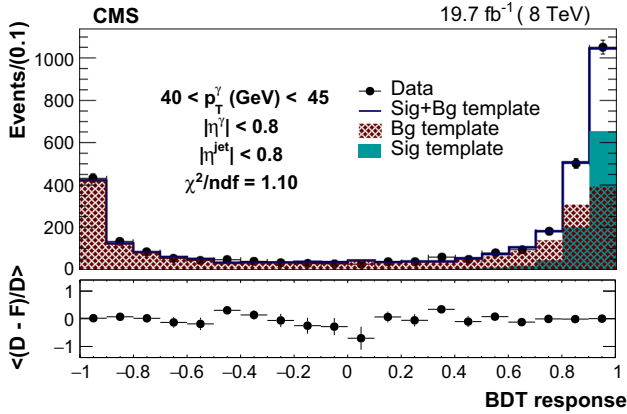 CMS 19.7 fb⁻¹ ( 8 TeV)
Events/(0.1)
1000
800
600
400
200
0
40 < p_T^γ (GeV) < 45
|η^γ| < 0.8
|η^jet| < 0.8
χ²/ndf = 1.10
Data
Sig+Bg template
Bg template
Sig template
<(D - F)/D>
1
0
−1
−1 −0.8 −0.6 −0.4 −0.2 0 0.2 0.4 0.6 0.8 1
BDT response